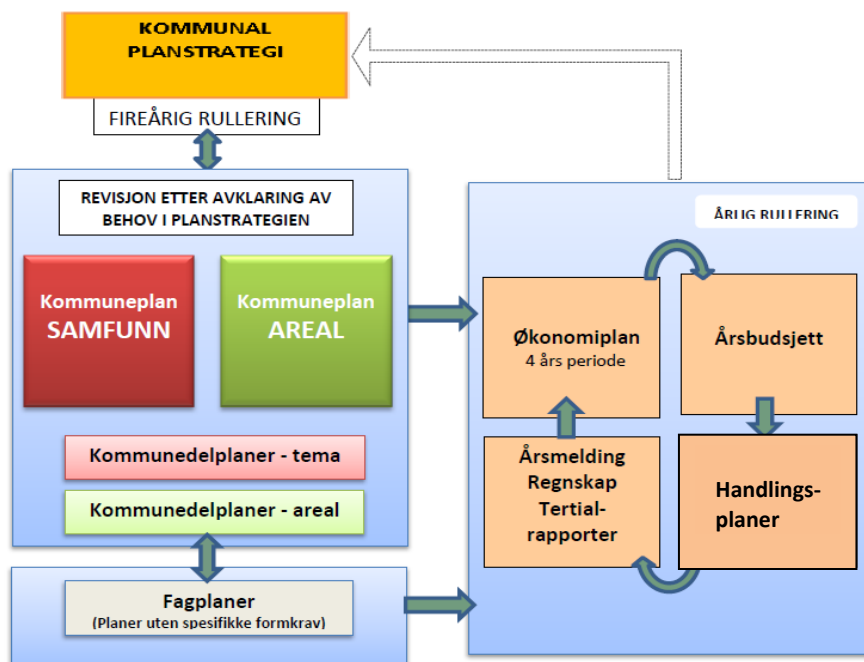 KOMMUNAL
PLANSTRATEGI
FIREÅRIG RULLERING
REVISJON ETTER AVKLARING AV
BEHOV I PLANSTRATEGIEN
Kommuneplan
SAMFUNN
Kommuneplan
AREAL
Kommunedelplaner - tema
Kommunedelplaner - areal
Fagplaner
(Planer uten spesifikke formkrav)
ÅRLIG RULLERING
Økonomiplan
4 års periode
Årsbudsjett
Årsmelding
Regnskap
Tertial-
rapporter
Handlings-
planer